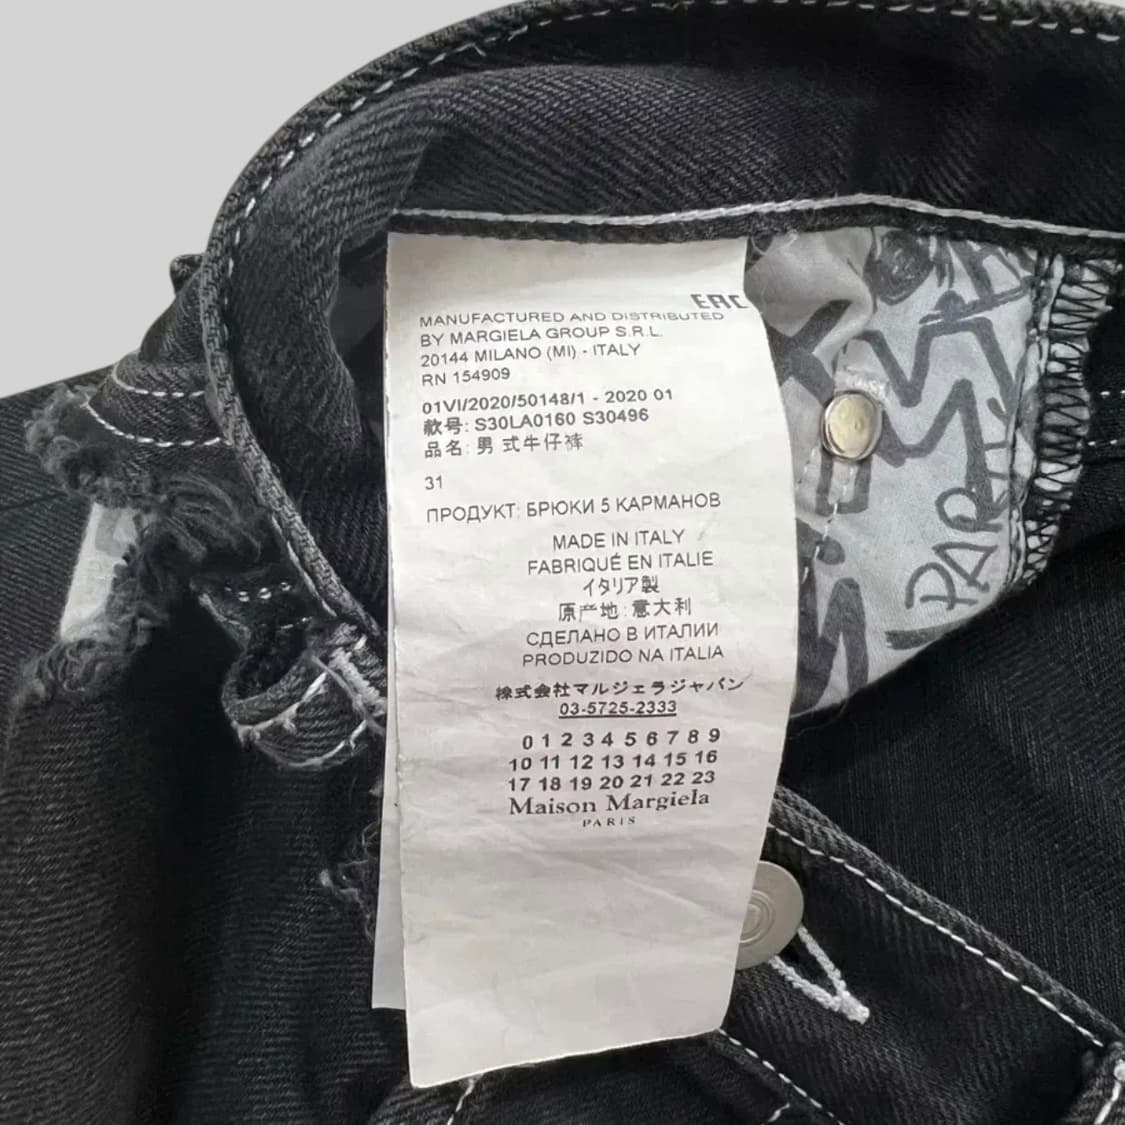 EAC
MANUFACTURED AND DISTRIBUTED
BY MARGIELA GROUP S.R.L.
20144 MILANO (MI) - ITALY
RN 154909
01VI/2020/50148/1 - 2020 01
款号: S30LA0160 S30496
品名: 男 式牛仔裤
31
ПРОДУКТ: БРЮКИ 5 КАРМАНОВ
MADE IN ITALY
FABRIQUÉ EN ITALIE
イタリア製
原产地: 意大利
СДЕЛАНО В ИТАЛИИ
PRODUZIDO NA ITALIA
株式会社マルジェラジャパン
03-5725-2333
0 1 2 3 4 5 6 7 8 9
10 11 12 13 14 15 16
17 18 19 20 21 22 23
Maison Margiela
PARIS
PARTY